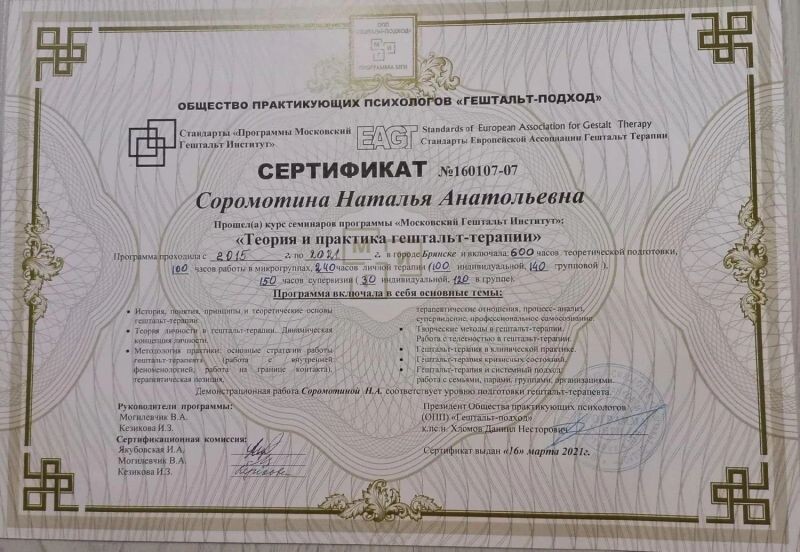 ОПП
«ГЕШТАЛЬТ-ПОДХОД»
М
Г И
ПРОГРАММА МГИ
ОБЩЕСТВО ПРАКТИКУЮЩИХ ПСИХОЛОГОВ «ГЕШТАЛЬТ-ПОДХОД»
Стандарты «Программы Московский
Гештальт Институт»
EAGT
Standards of European Association for Gestalt Therapy
Стандарты Европейской Ассоциации Гештальт Терапии
СЕРТИФИКАТ №160107-07
Соромотина Наталья Анатольевна
Прошел(а) курс семинаров программы «Московский Гештальт Институт»:
«Теория и практика гештальт-терапии»
Программа проходила с 2015 г. по 2021 г. в городе Брянске и включала 600 часов теоретической подготовки,
100 часов работы в микрогруппах, 240 часов личной терапии (100 индивидуальной, 140 групповой ),
150 часов супервизии ( 30 индивидуальной, 120 в группе).
Программа включала в себя основные темы:
• История, понятия, принципы и теоретические основы
гештальт-терапии.
• Теория личности в гештальт-терапии. Динамическая
концепция личности.
• Методология практики: основные стратегии работы
гештальт-терапевта (работа с внутренней
феноменологией, работа на границе контакта),
терапевтическая позиция,
терапевтические отношения, процесс- анализ,
супервидение, профессиональное самосознание.
• Творческие методы в гештальт-терапии.
Работа с телесностью в гештальт-терапии.
• Гештальт-терапия в клинической практике.
• Гештальт-терапия кризисных состояний.
• Гештальт-терапия и системный подход
работа с семьями, парами, группами, организациями.
Демонстрационная работа Соромотиной Н.А. соответствует уровню подготовки гештальт-терапевта.
Руководители программы:
Могилевчик В.А.
Кезикова И.З.
Сертификационная комиссия:
Якубовская И.А.
Могилевчик В.А.
Кезикова И.З.
Президент Общества практикующих психологов
(ОПП) «Гештальт-подход»
к.пс.н. Хломов Даниил Несторович
Сертификат выдан «16» марта 2021г.